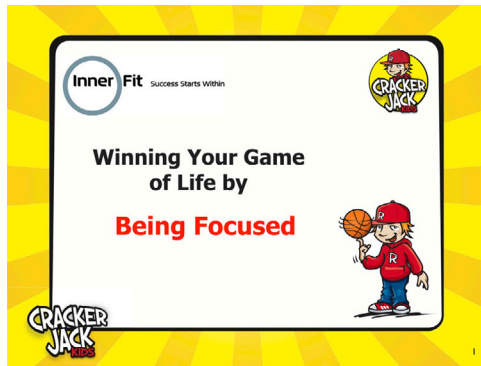 Inner Fit Success Starts Within
CRACKER
JACK
KIDS
Winning Your Game
of Life by
Being Focused
R
R
CRACKER
JACK
KIDS
1